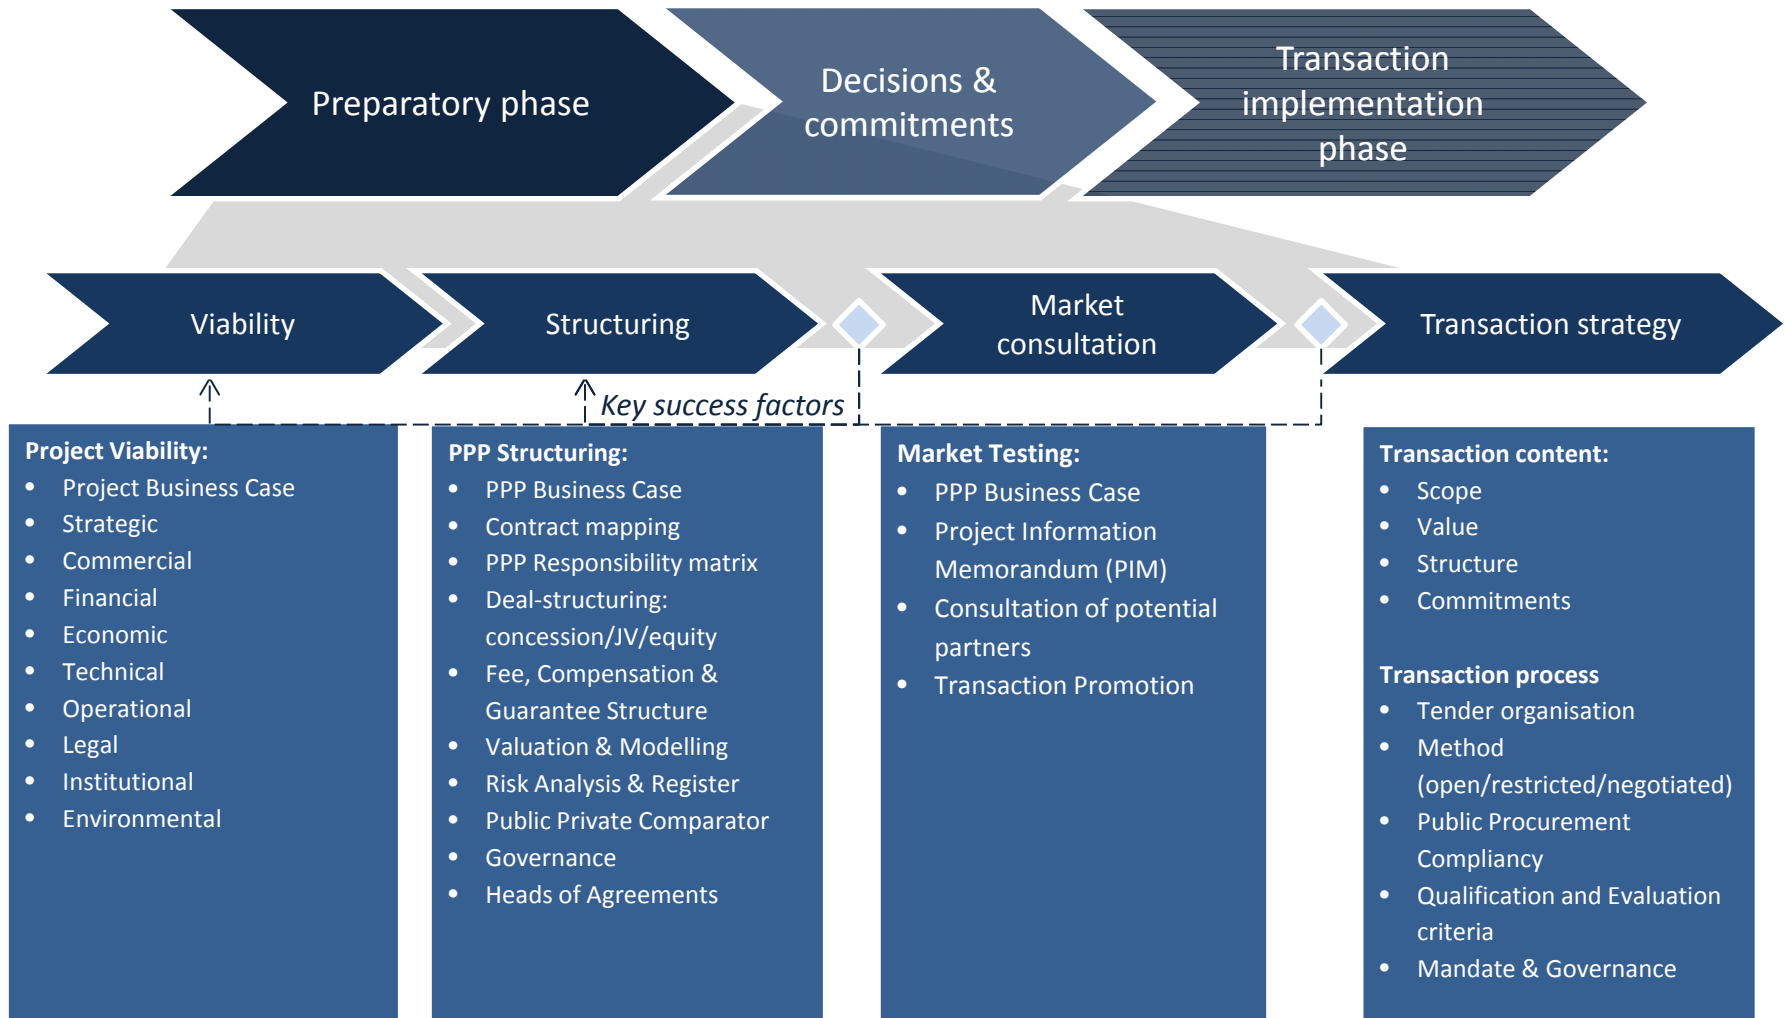 Preparatory phase
Decisions &
commitments
Transaction
implementation
phase
Viability
Structuring
Market
consultation
Transaction strategy
Key success factors
Project Viability:
• Project Business Case
• Strategic
• Commercial
• Financial
• Economic
• Technical
• Operational
• Legal
• Institutional
• Environmental
PPP Structuring:
• PPP Business Case
• Contract mapping
• PPP Responsibility matrix
• Deal-structuring:
concession/JV/equity
• Fee, Compensation &
Guarantee Structure
• Valuation & Modelling
• Risk Analysis & Register
• Public Private Comparator
• Governance
• Heads of Agreements
Market Testing:
• PPP Business Case
• Project Information
Memorandum (PIM)
• Consultation of potential
partners
• Transaction Promotion
Transaction content:
• Scope
• Value
• Structure
• Commitments
Transaction process
• Tender organisation
• Method
(open/restricted/negotiated)
• Public Procurement
Compliancy
• Qualification and Evaluation
criteria
• Mandate & Governance